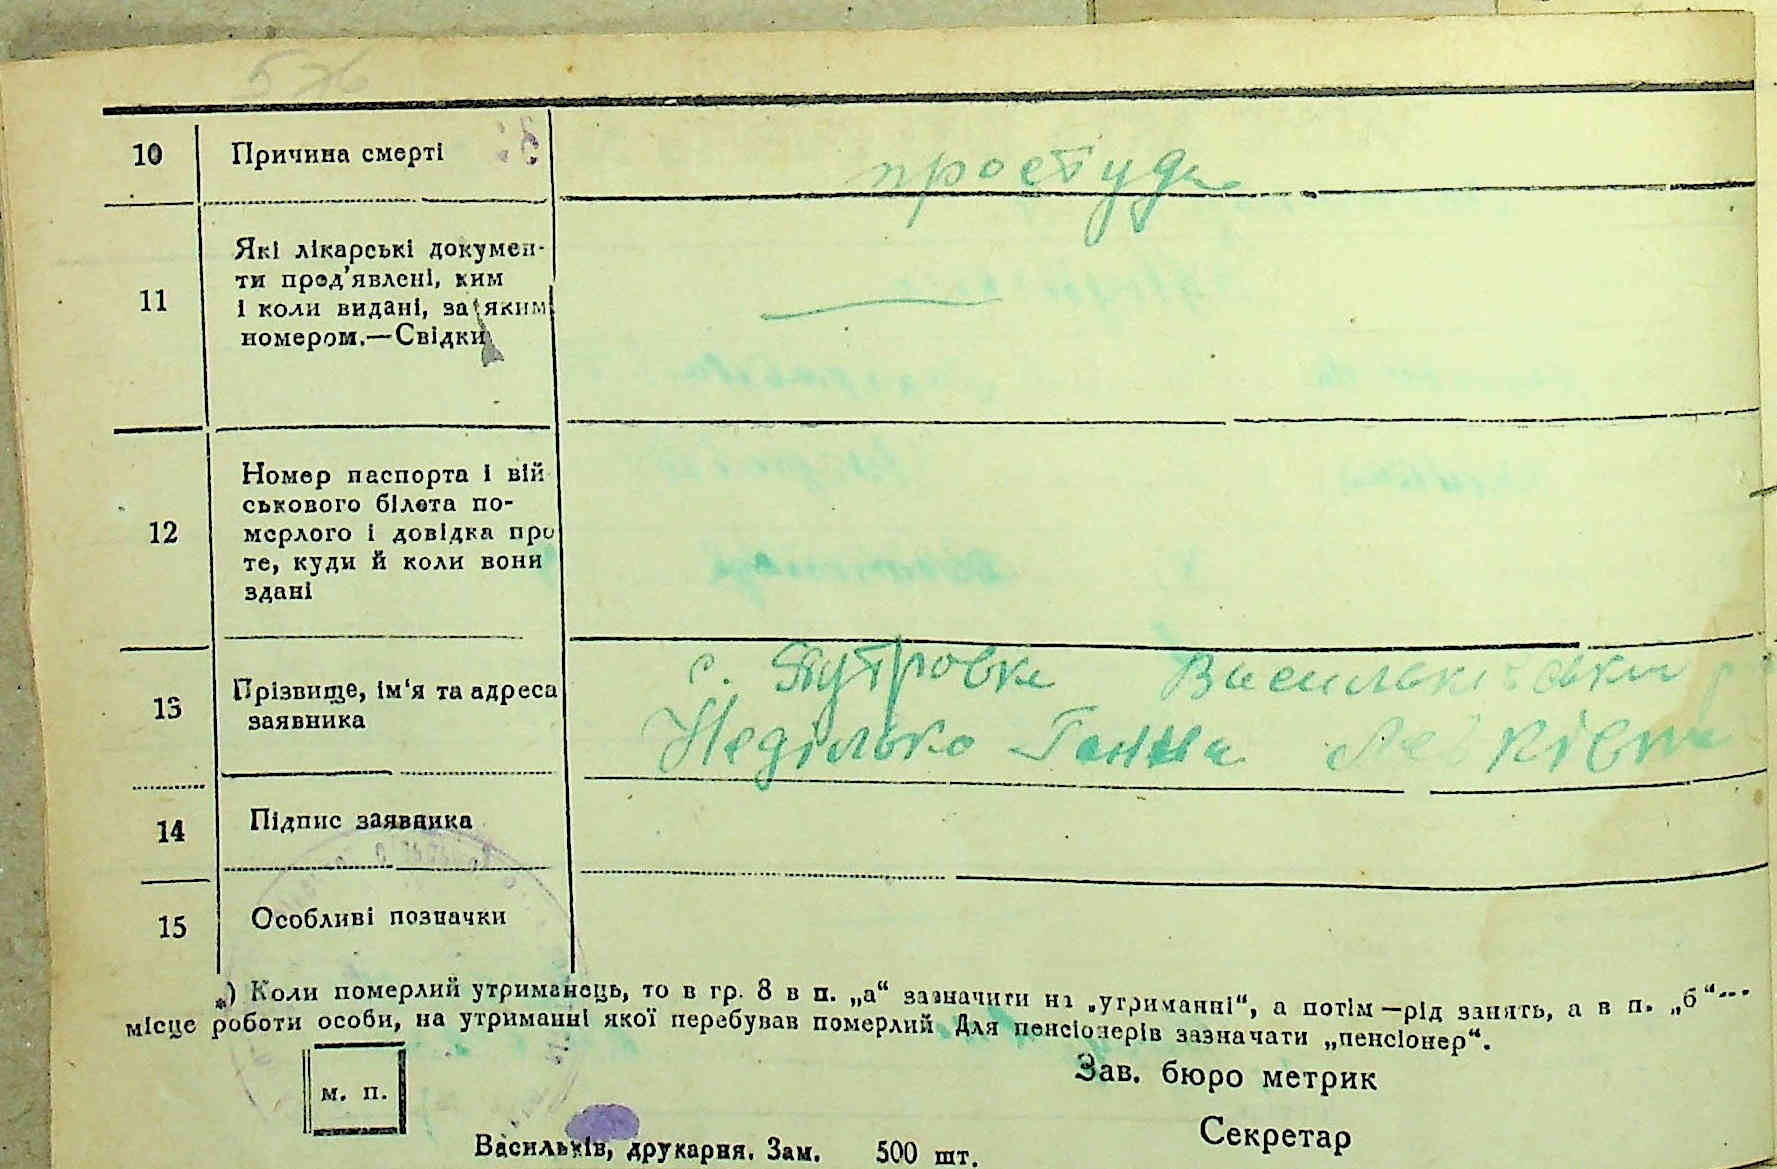 576
10 Причина смерті простуда
11 Які лікарські докумен-
ти пред'явлені, ким
і коли видані, за яким
номером.—Свідки
12 Номер паспорта і вій
ськового білета по-
мерлого і довідка про
те, куди й коли вони
здані
13 Прізвище, ім'я та адреса
заявника
с. Путровка Васильківський р
Неділько Ганна Левківна
14 Підпис заявника
15 Особливі позначки
*) Коли померлий утриманець, то в гр. 8 в п. „а“ зазначити на „утриманні“, а потім—рід занять, а в п. „б“...
місце роботи особи, на утриманні якої перебував померлий Для пенсіонерів зазначати „пенсіонер“.
м. п.
Зав. бюро метрик
Секретар
Васильків, друкарня. Зам. 500 шт.